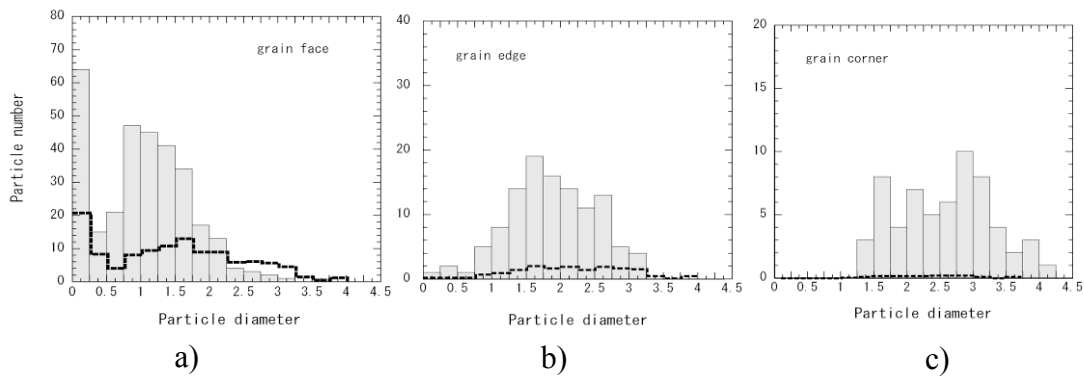 80
70
60
50
40
30
20
10
0
Particle number
grain face
0 0.5 1 1.5 2 2.5 3 3.5 4 4.5
Particle diameter
a)
40
30
20
10
0
grain edge
0 0.5 1 1.5 2 2.5 3 3.5 4 4.5
Particle diameter
b)
20
15
10
5
0
grain corner
0 0.5 1 1.5 2 2.5 3 3.5 4 4.5
Particle diameter
c)